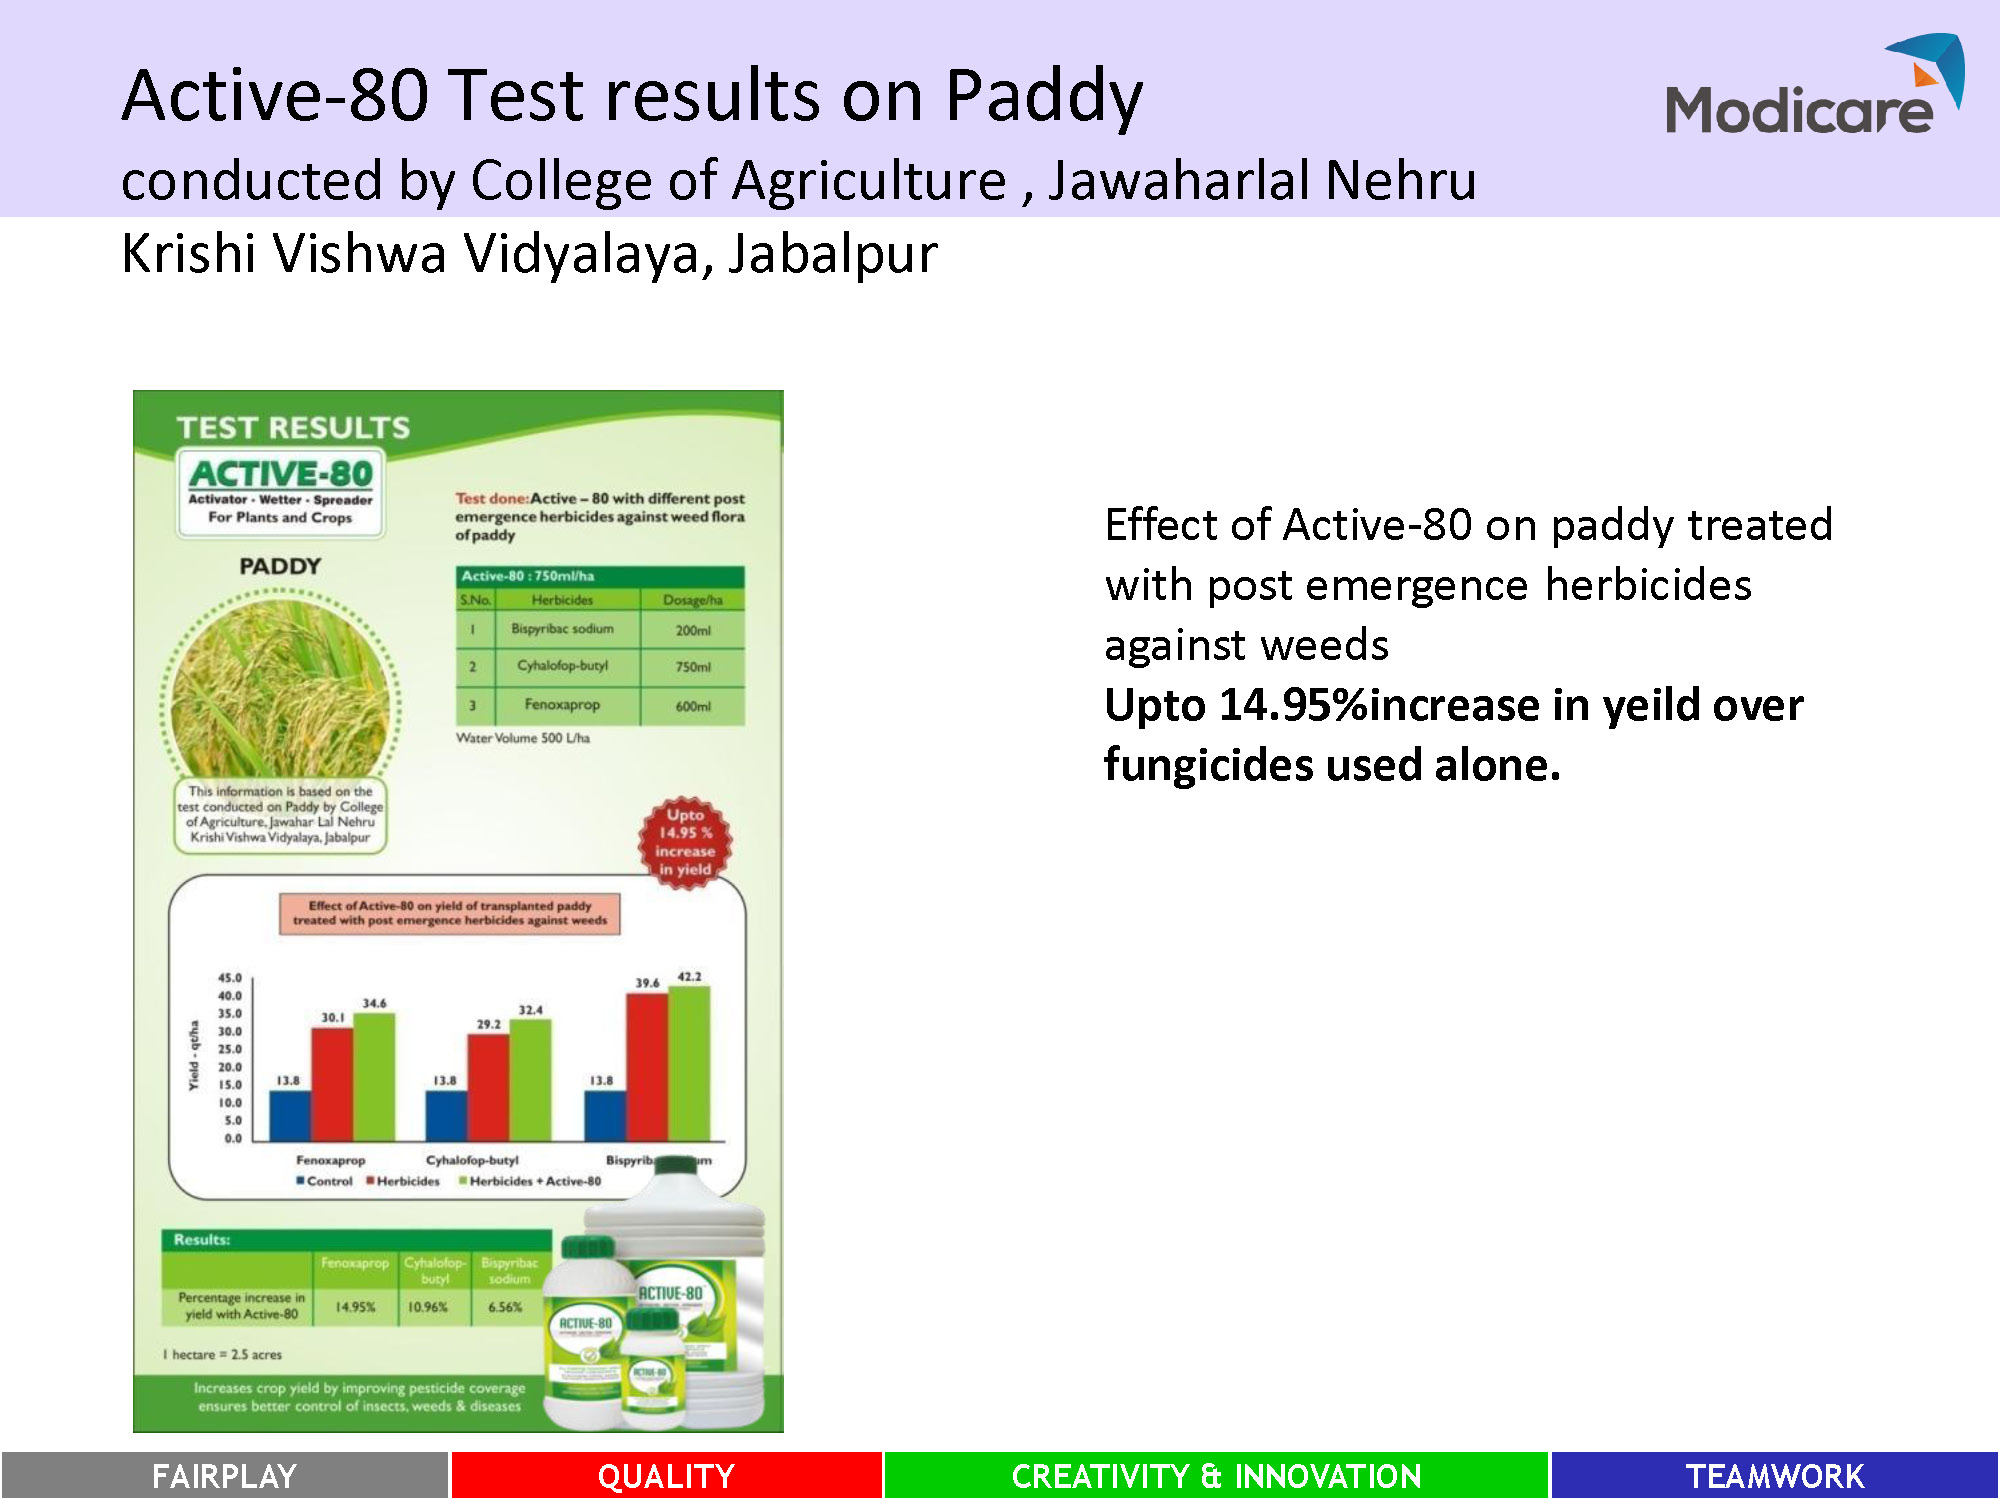 Active-80 Test results on Paddy
conducted by College of Agriculture , Jawaharlal Nehru
Krishi Vishwa Vidyalaya, Jabalpur
Modicare
TEST RESULTS
ACTIVE-80
Activator - Wetter - Spreader
For Plants and Crops
PADDY
This information is based on the
test conducted on Paddy by College
of Agriculture, Jawahar Lal Nehru
Krishi Vishwa Vidyalaya, Jabalpur
Test done:Active – 80 with different post
emergence herbicides against weed flora
of paddy
Active-80 : 750ml/ha
S.No. Herbicides Dosage/ha
1 Bispyribac sodium 200ml
2 Cyhalofop-butyl 750ml
3 Fenoxaprop 600ml
Water Volume 500 L/ha
Upto
14.95 %
increase
in yield
Effect of Active-80 on yield of transplanted paddy
treated with post emergence herbicides against weeds
Yield - qt/ha
45.0
40.0
35.0
30.0
25.0
20.0
15.0
10.0
5.0
0.0
13.8 30.1 34.6
13.8 29.2 32.4
13.8 39.6 42.2
Fenoxaprop Cyhalofop-butyl
Control Herbicides Herbicides + Active-80
Results:
Fenoxaprop Cyhalofop-butyl Bispyribac sodium
Percentage increase in
yield with Active-80 14.95% 10.96% 6.56%
1 hectare = 2.5 acres
Increases crop yield by improving pesticide coverage
ensures better control of insects, weeds & diseases
ACTIVE-80
ACTIVE-80
ACTIVE-80
Effect of Active-80 on paddy treated
with post emergence herbicides
against weeds
Upto 14.95%increase in yeild over
fungicides used alone.
FAIRPLAY
QUALITY
CREATIVITY & INNOVATION
TEAMWORK